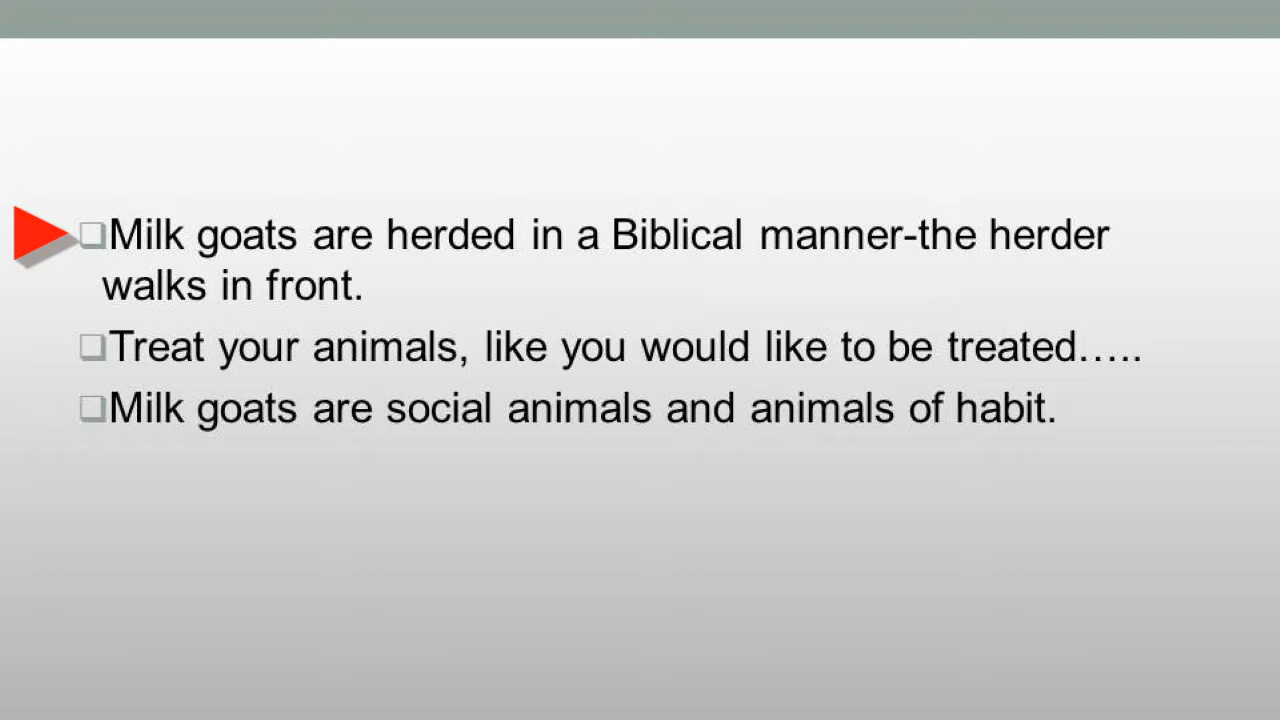 Milk goats are herded in a Biblical manner-the herder
walks in front.
Treat your animals, like you would like to be treated…..
Milk goats are social animals and animals of habit.